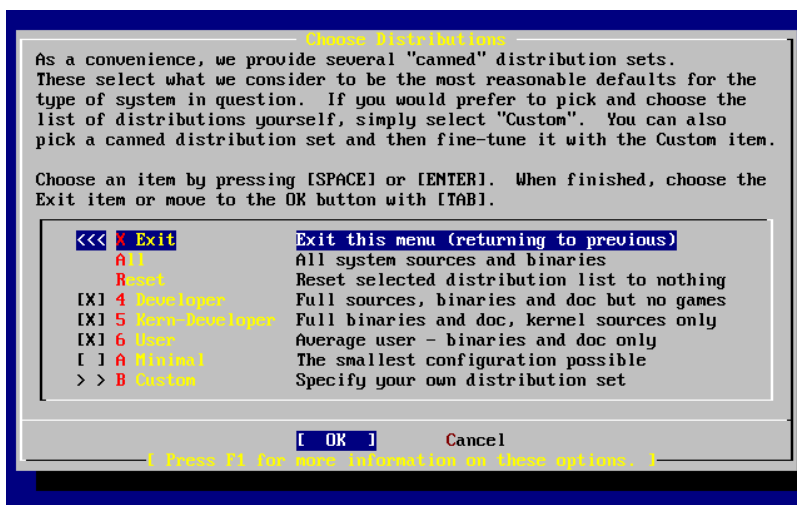 Choose Distributions
As a convenience, we provide several "canned" distribution sets.
These select what we consider to be the most reasonable defaults for the
type of system in question.  If you would prefer to pick and choose the
list of distributions yourself, simply select "Custom".  You can also
pick a canned distribution set and then fine-tune it with the Custom item.
Choose an item by pressing [SPACE] or [ENTER].  When finished, choose the
Exit item or move to the OK button with [TAB].
<<< X Exit Exit this menu (returning to previous)
All All system sources and binaries
Reset Reset selected distribution list to nothing
[X] 4 Developer Full sources, binaries and doc but no games
[X] 5 Kern-Developer Full binaries and doc, kernel sources only
[X] 6 User Average user - binaries and doc only
[ ] A Minimal The smallest configuration possible
> > B Custom Specify your own distribution set
[ OK ] Cancel
[ Press F1 for more information on these options. ]